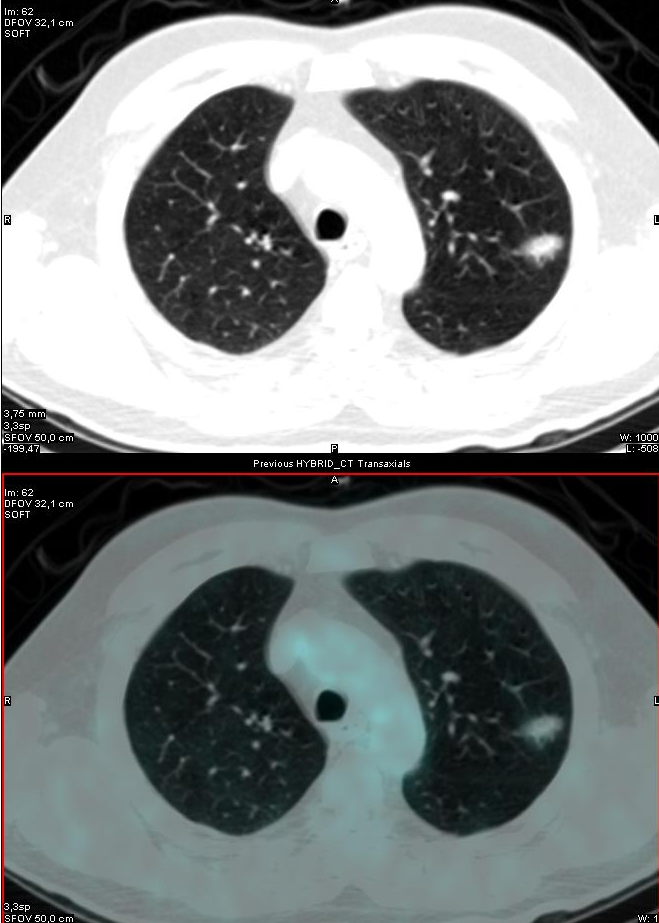 A
Im: 62
DFOV 32,1 cm
SOFT
R
L
3,75 mm
3,3sp
SFOV 50,0 cm
-199,47
P
W: 1000
L: -508
Previous HYBRID_CT Transaxials
A
Im: 62
DFOV 32,1 cm
SOFT
R
L
3,3sp
SFOV 50,0 cm
W: 1